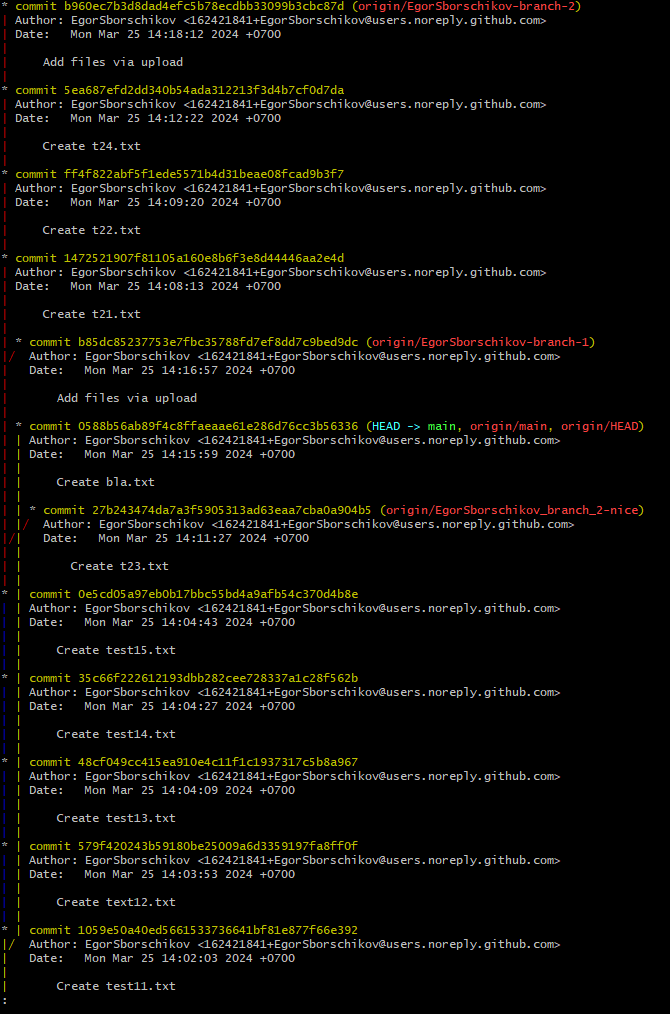 * commit b960ec7b3d8dad4efc5b78ecdbb33099b3cbc87d (origin/EgorSborschikov-branch-2)
| Author: EgorSborschikov <162421841+EgorSborschikov@users.noreply.github.com>
| Date:   Mon Mar 25 14:18:12 2024 +0700
|
|     Add files via upload
|
* commit 5ea687efd2dd340b54ada312213f3d4b7cf0d7da
| Author: EgorSborschikov <162421841+EgorSborschikov@users.noreply.github.com>
| Date:   Mon Mar 25 14:12:22 2024 +0700
|
|     Create t24.txt
|
* commit ff4f822abf5f1ede5571b4d31beae08fcad9b3f7
| Author: EgorSborschikov <162421841+EgorSborschikov@users.noreply.github.com>
| Date:   Mon Mar 25 14:09:20 2024 +0700
|
|     Create t22.txt
|
* commit 1472521907f81105a160e8b6f3e8d44446aa2e4d
| Author: EgorSborschikov <162421841+EgorSborschikov@users.noreply.github.com>
| Date:   Mon Mar 25 14:08:13 2024 +0700
|
|     Create t21.txt
|
| * commit b85dc85237753e7fbc35788fd7ef8dd7c9bed9dc (origin/EgorSborschikov-branch-1)
|/  Author: EgorSborschikov <162421841+EgorSborschikov@users.noreply.github.com>
|   Date:   Mon Mar 25 14:16:57 2024 +0700
|
|       Add files via upload
|
| * commit 0588b56ab89f4c8ffaeaae61e286d76cc3b56336 (HEAD -> main, origin/main, origin/HEAD)
| | Author: EgorSborschikov <162421841+EgorSborschikov@users.noreply.github.com>
| | Date:   Mon Mar 25 14:15:59 2024 +0700
| |
| |     Create bla.txt
| |
| | * commit 27b243474da7a3f5905313ad63eaa7cba0a904b5 (origin/EgorSborschikov_branch_2-nice)
| |/  Author: EgorSborschikov <162421841+EgorSborschikov@users.noreply.github.com>
|/|   Date:   Mon Mar 25 14:11:27 2024 +0700
| |
| |       Create t23.txt
| |
* | commit 0e5cd05a97eb0b17bbc55bd4a9afb54c370d4b8e
| | Author: EgorSborschikov <162421841+EgorSborschikov@users.noreply.github.com>
| | Date:   Mon Mar 25 14:04:43 2024 +0700
| |
| |     Create test15.txt
| |
* | commit 35c66f222612193dbb282cee728337a1c28f562b
| | Author: EgorSborschikov <162421841+EgorSborschikov@users.noreply.github.com>
| | Date:   Mon Mar 25 14:04:27 2024 +0700
| |
| |     Create test14.txt
| |
* | commit 48cf049cc415ea910e4c11f1c1937317c5b8a967
| | Author: EgorSborschikov <162421841+EgorSborschikov@users.noreply.github.com>
| | Date:   Mon Mar 25 14:04:09 2024 +0700
| |
| |     Create test13.txt
| |
* | commit 579f420243b59180be25009a6d3359197fa8ff0f
| | Author: EgorSborschikov <162421841+EgorSborschikov@users.noreply.github.com>
| | Date:   Mon Mar 25 14:03:53 2024 +0700
| |
| |     Create text12.txt
| |
* | commit 1059e50a40ed5661533736641bf81e877f66e392
|/  Author: EgorSborschikov <162421841+EgorSborschikov@users.noreply.github.com>
|   Date:   Mon Mar 25 14:02:03 2024 +0700
|
|       Create test11.txt
: